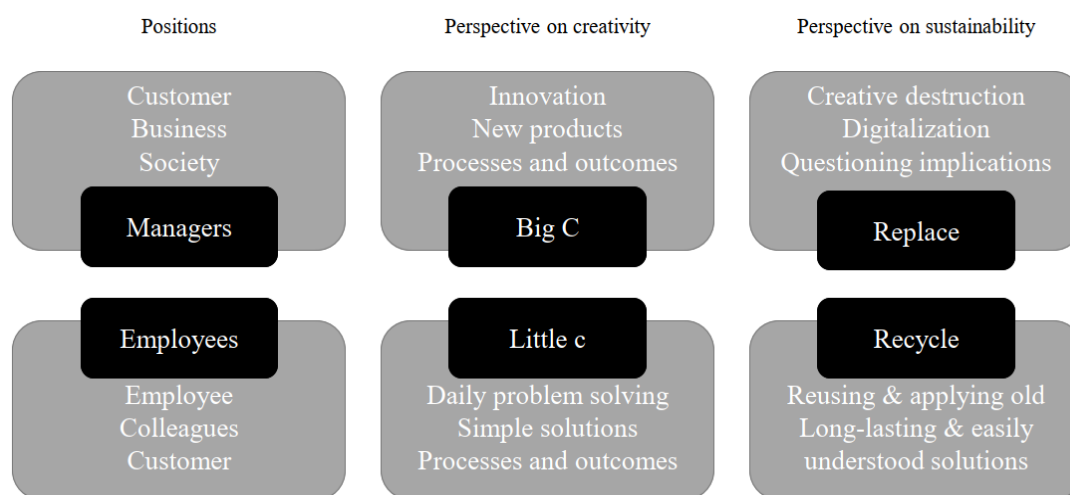 Positions
Perspective on creativity
Perspective on sustainability
Customer
Business
Society
Managers
Innovation
New products
Processes and outcomes
Big C
Creative destruction
Digitalization
Questioning implications
Replace
Employees
Employee
Colleagues
Customer
Little c
Daily problem solving
Simple solutions
Processes and outcomes
Recycle
Reusing & applying old
Long-lasting & easily
understood solutions